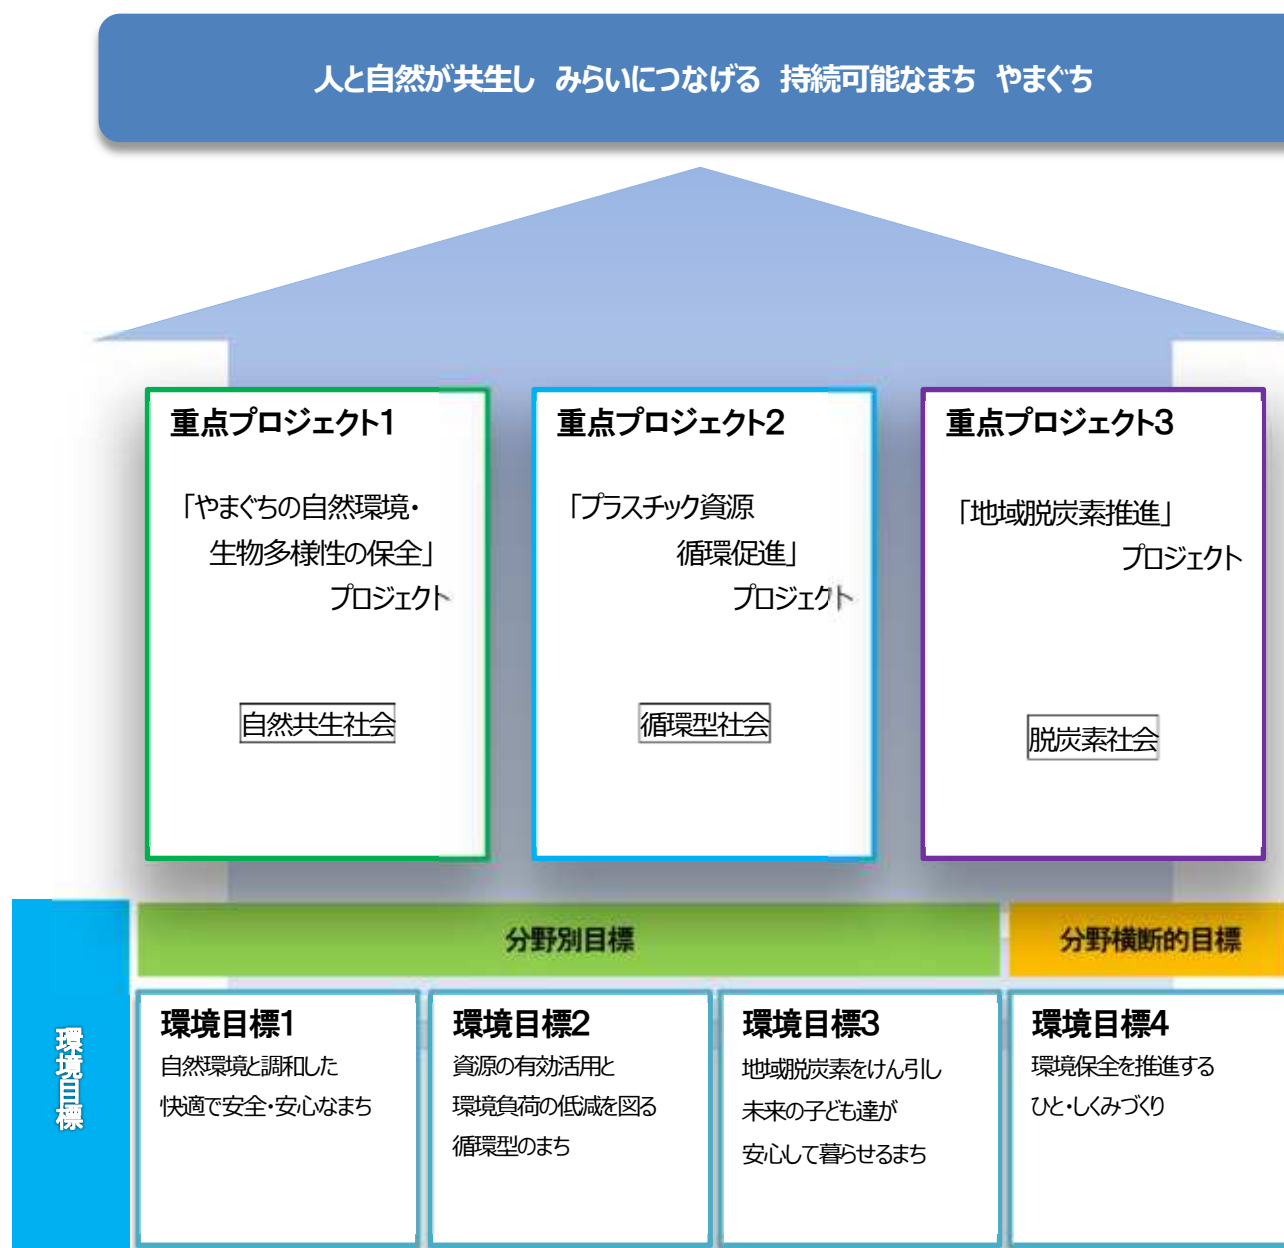 人と自然が共生し　みらいにつなげる　持続可能なまち　やまぐち
重点プロジェクト1
「やまぐちの自然環境・
生物多様性の保全」
プロジェクト
自然共生社会
重点プロジェクト2
「プラスチック資源
循環促進」
プロジェクト
循環型社会
重点プロジェクト3
「地域脱炭素推進」
プロジェクト
脱炭素社会
環境目標
分野別目標
分野横断的目標
環境目標1
自然環境と調和した
快適で安全・安心なまち
環境目標2
資源の有効活用と
環境負荷の低減を図る
循環型のまち
環境目標3
地域脱炭素をけん引し
未来の子ども達が
安心して暮らせるまち
環境目標4
環境保全を推進する
ひと・しくみづくり